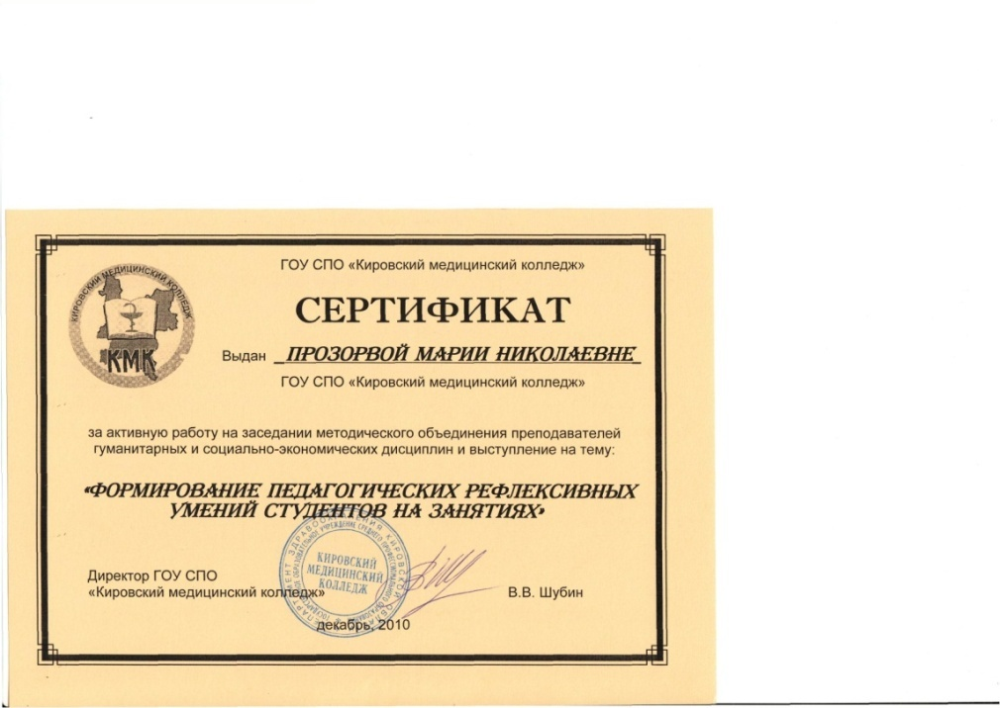 ГОУ СПО «Кировский медицинский колледж»
КИРОВСКИЙ МЕДИЦИНСКИЙ КОЛЛЕДЖ
КМК
СЕРТИФИКАТ
Выдан ПРОЗОРВОЙ МАРИИ НИКОЛАЕВНЕ
ГОУ СПО «Кировский медицинский колледж»
за активную работу на заседании методического объединения преподавателей
гуманитарных и социально-экономических дисциплин и выступление на тему:
«ФОРМИРОВАНИЕ ПЕДАГОГИЧЕСКИХ РЕФЛЕКСИВНЫХ
УМЕНИЙ СТУДЕНТОВ НА ЗАНЯТИЯХ»
КИРОВСКИЙ
МЕДИЦИНСКИЙ
КОЛЛЕДЖ
Директор ГОУ СПО
«Кировский медицинский колледж»
В.В. Шубин
декабрь, 2010